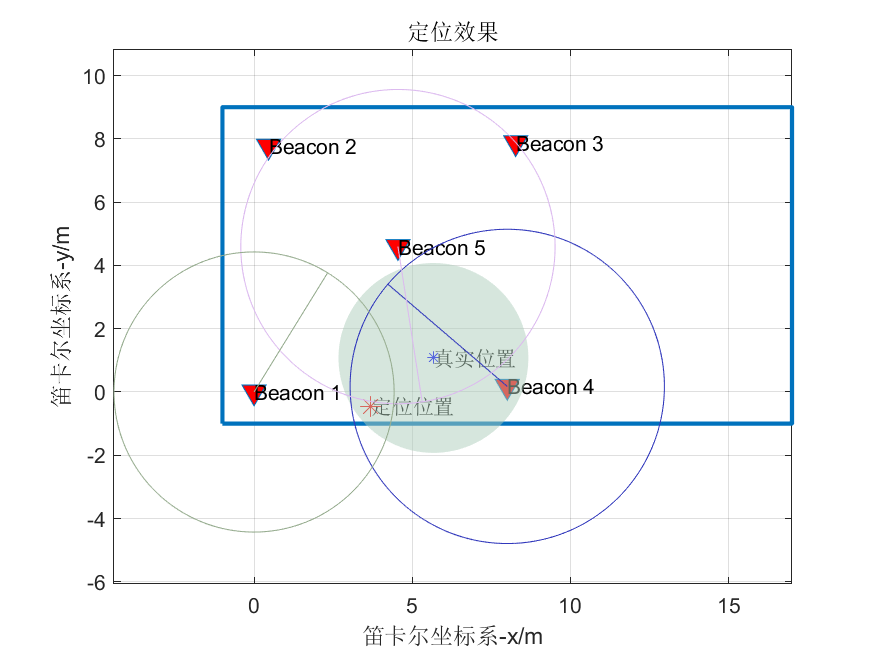 定位效果
10
8
6
4
2
0
-2
-4
-6
笛卡尔坐标系-y/m
Beacon 2
Beacon 3
Beacon 5
真实位置
Beacon 4
Beacon 1
定位位置
0
5
10
15
笛卡尔坐标系-x/m